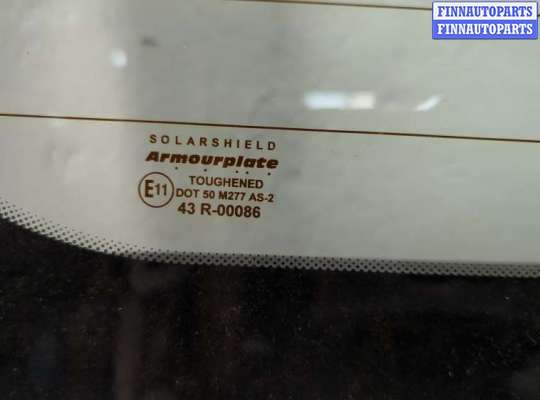 FINNAUTOPARTS
FINNAUTOPARTS
SOLARSHIELD
Armourplate
TOUGHENED
E11 DOT 50 M277 AS-2
43 R-00086